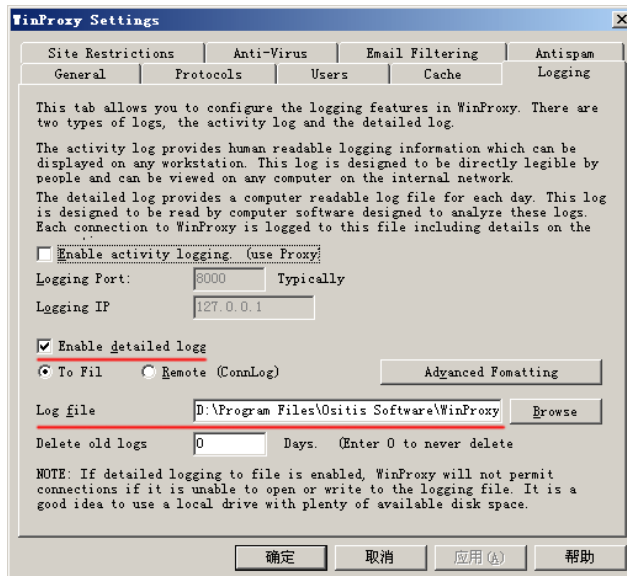 WinProxy Settings
Site Restrictions Anti-Virus Email Filtering Antispam
General Protocols Users Cache Logging
This tab allows you to configure the logging features in WinProxy. There are
two types of logs, the activity log and the detailed log.
The activity log provides human readable logging information which can be
displayed on any workstation. This log is designed to be directly legible by
people and can be viewed on any computer on the internal network.
The detailed log provides a computer readable log file for each day. This log
is designed to be read by computer software designed to analyze these logs.
Each connection to WinProxy is logged to this file including details on the
Enable activity logging. (use Proxy
Logging Port: 8000 Typically
Logging IP 127.0.0.1
Enable detailed logg
To Fil Remote (ConnLog) Advanced Fomatting
Log file D:\Program Files\Ositis Software\WinProxy Browse
Delete old logs 0 Days. (Enter 0 to never delete
NOTE: If detailed logging to file is enabled, WinProxy will not permit
connections if it is unable to open or write to the logging file. It is a
good idea to use a local drive with plenty of available disk space.
确定 取消 应用(A) 帮助